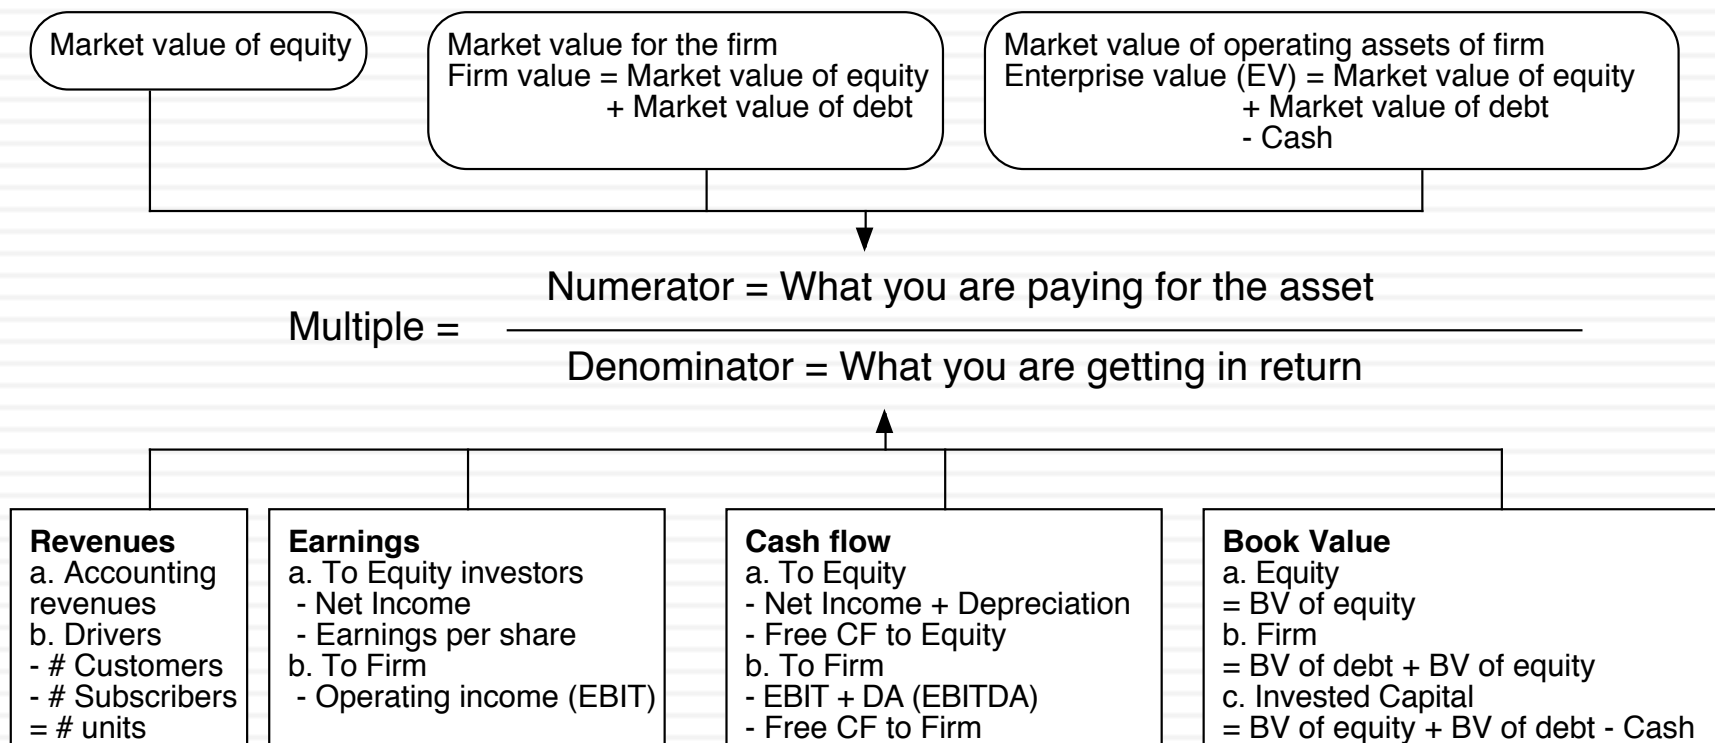 Market value of equity
Market value for the firm
Firm value = Market value of equity
+ Market value of debt
Market value of operating assets of firm
Enterprise value (EV) = Market value of equity
+ Market value of debt
- Cash
Numerator = What you are paying for the asset
Multiple =
Denominator = What you are getting in return
Revenues
a. Accounting
revenues
b. Drivers
- # Customers
- # Subscribers
= # units
Earnings
a. To Equity investors
- Net Income
- Earnings per share
b. To Firm
- Operating income (EBIT)
Cash flow
a. To Equity
- Net Income + Depreciation
- Free CF to Equity
b. To Firm
- EBIT + DA (EBITDA)
- Free CF to Firm
Book Value
a. Equity
= BV of equity
b. Firm
= BV of debt + BV of equity
c. Invested Capital
= BV of equity + BV of debt - Cash